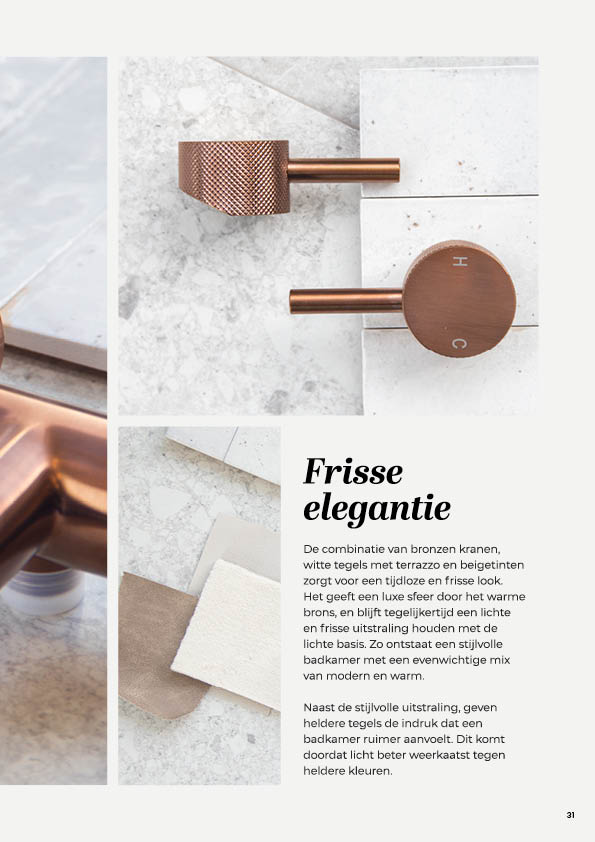 H
C
Frisse
elegantie
De combinatie van bronzen kranen,
witte tegels met terrazzo en beigetinten
zorgt voor een tijdloze en frisse look.
Het geeft een luxe sfeer door het warme
brons, en blijft tegelijkertijd een lichte
en frisse uitstraling houden met de
lichte basis. Zo ontstaat een stijlvolle
badkamer met een evenwichtige mix
van modern en warm.
Naast de stijlvolle uitstraling, geven
heldere tegels de indruk dat een
badkamer ruimer aanvoelt. Dit komt
doordat licht beter weerkaatst tegen
heldere kleuren.
31